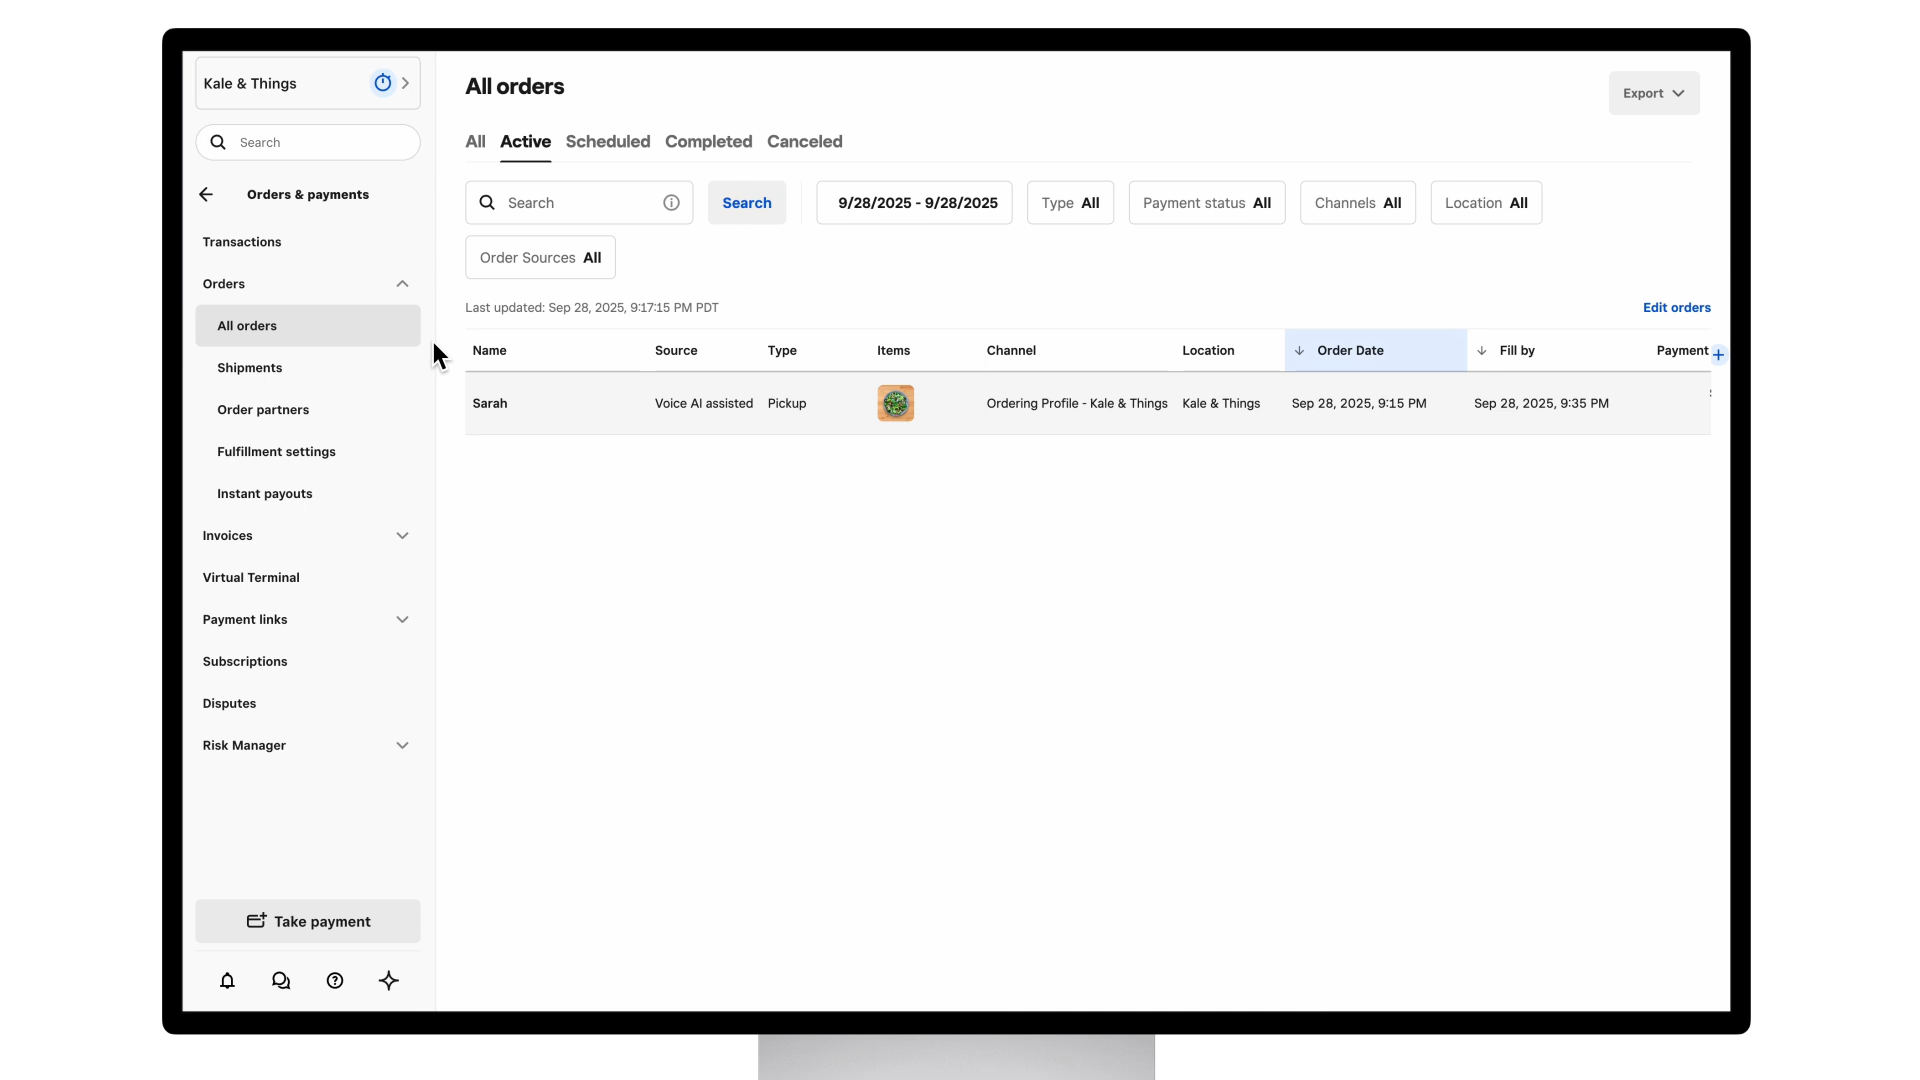 Kale & Things
Search
Orders & payments
Transactions
Orders
All orders
Shipments
Order partners
Fulfillment settings
Instant payouts
Invoices
Virtual Terminal
Payment links
Subscriptions
Disputes
Risk Manager
Take payment
All orders
Export
All Active Scheduled Completed Canceled
Search Search 9/28/2025 - 9/28/2025 Type All Payment status All Channels All Location All
Order Sources All
Last updated: Sep 28, 2025, 9:17:15 PM PDT Edit orders
Name Source Type Items Channel Location Order Date Fill by Payment
Sarah Voice AI assisted Pickup Ordering Profile - Kale & Things Kale & Things Sep 28, 2025, 9:15 PM Sep 28, 2025, 9:35 PM